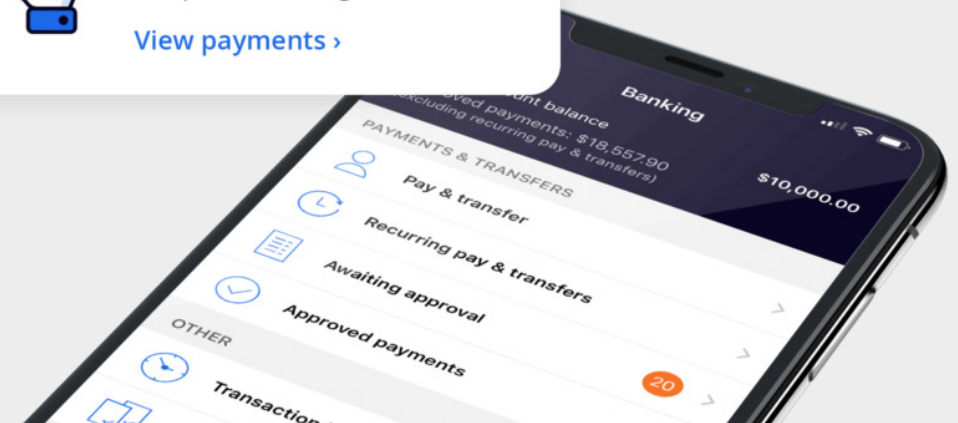 View payments ›
Banking
balance
payments: $18,557.90
excluding recurring pay & transfers)
$10,000.00
PAYMENTS & TRANSFERS
Pay & transfer
Recurring pay & transfers
Awaiting approval
Approved payments
20
OTHER